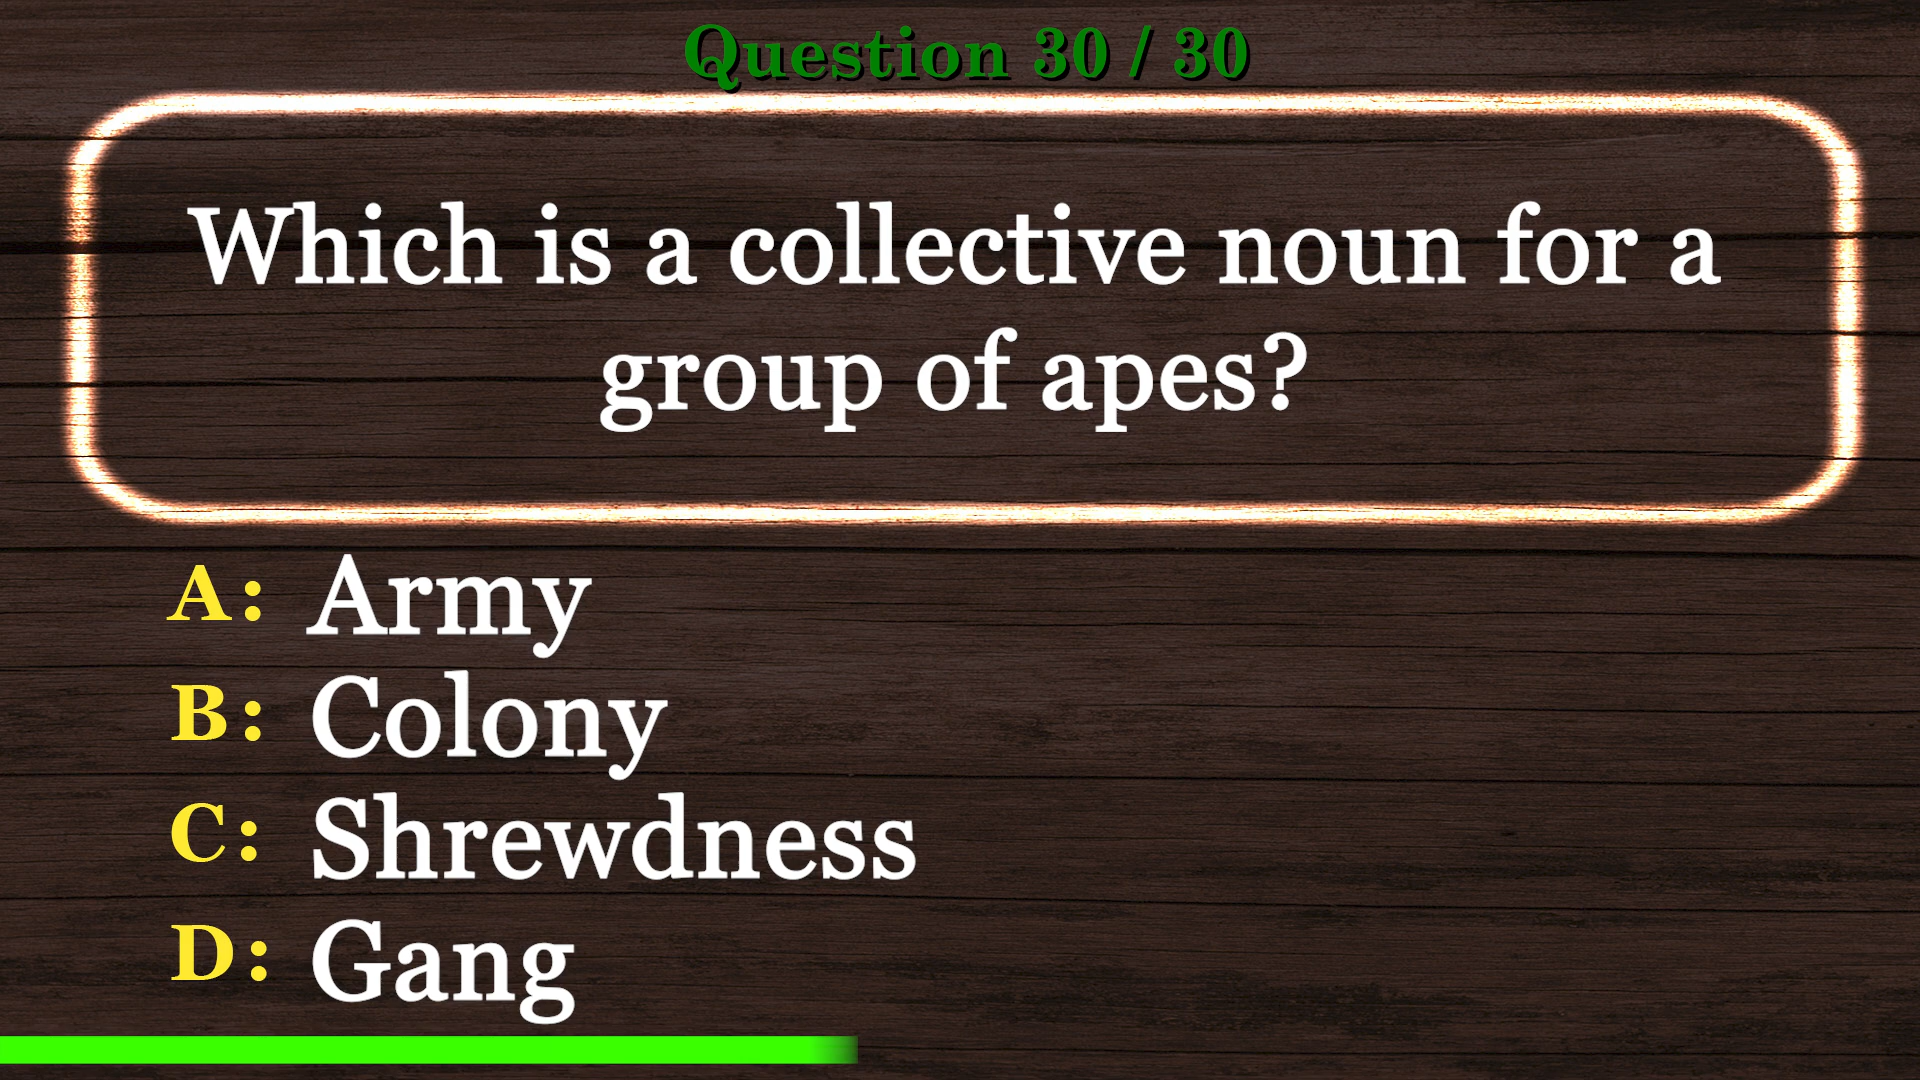 Question 30 / 30
Which is a collective noun for a
group of apes?
A: Army
B: Colony
C: Shrewdness
D: Gang